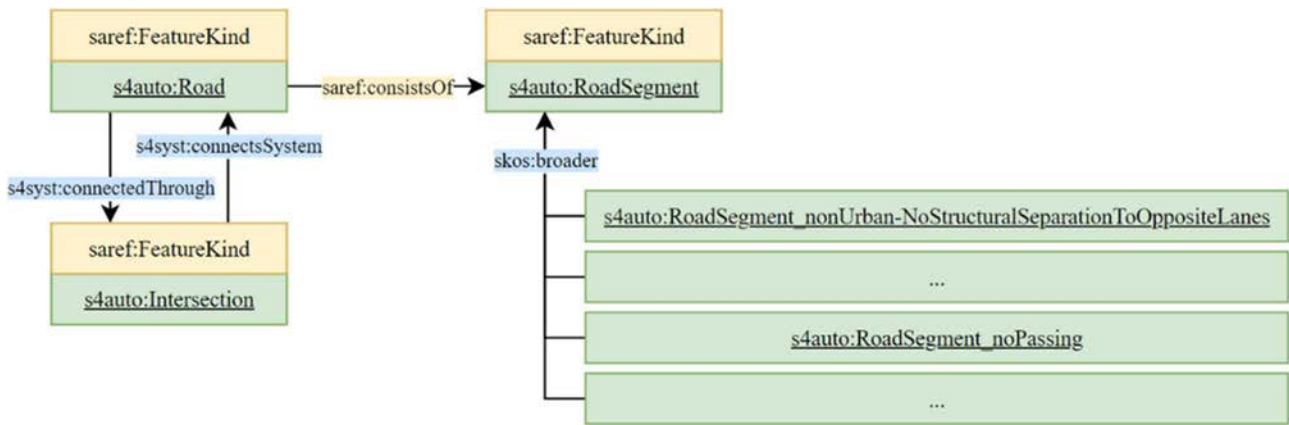 saref:FeatureKind
s4auto:Road
saref:consistsOf
saref:FeatureKind
s4auto:RoadSegment
s4syst:connectsSystem
s4syst:connectedThrough
skos:broader
saref:FeatureKind
s4auto:Intersection
s4auto:RoadSegment_nonUrban-NoStructuralSeparationToOppositeLanes
...
s4auto:RoadSegment_noPassing
...